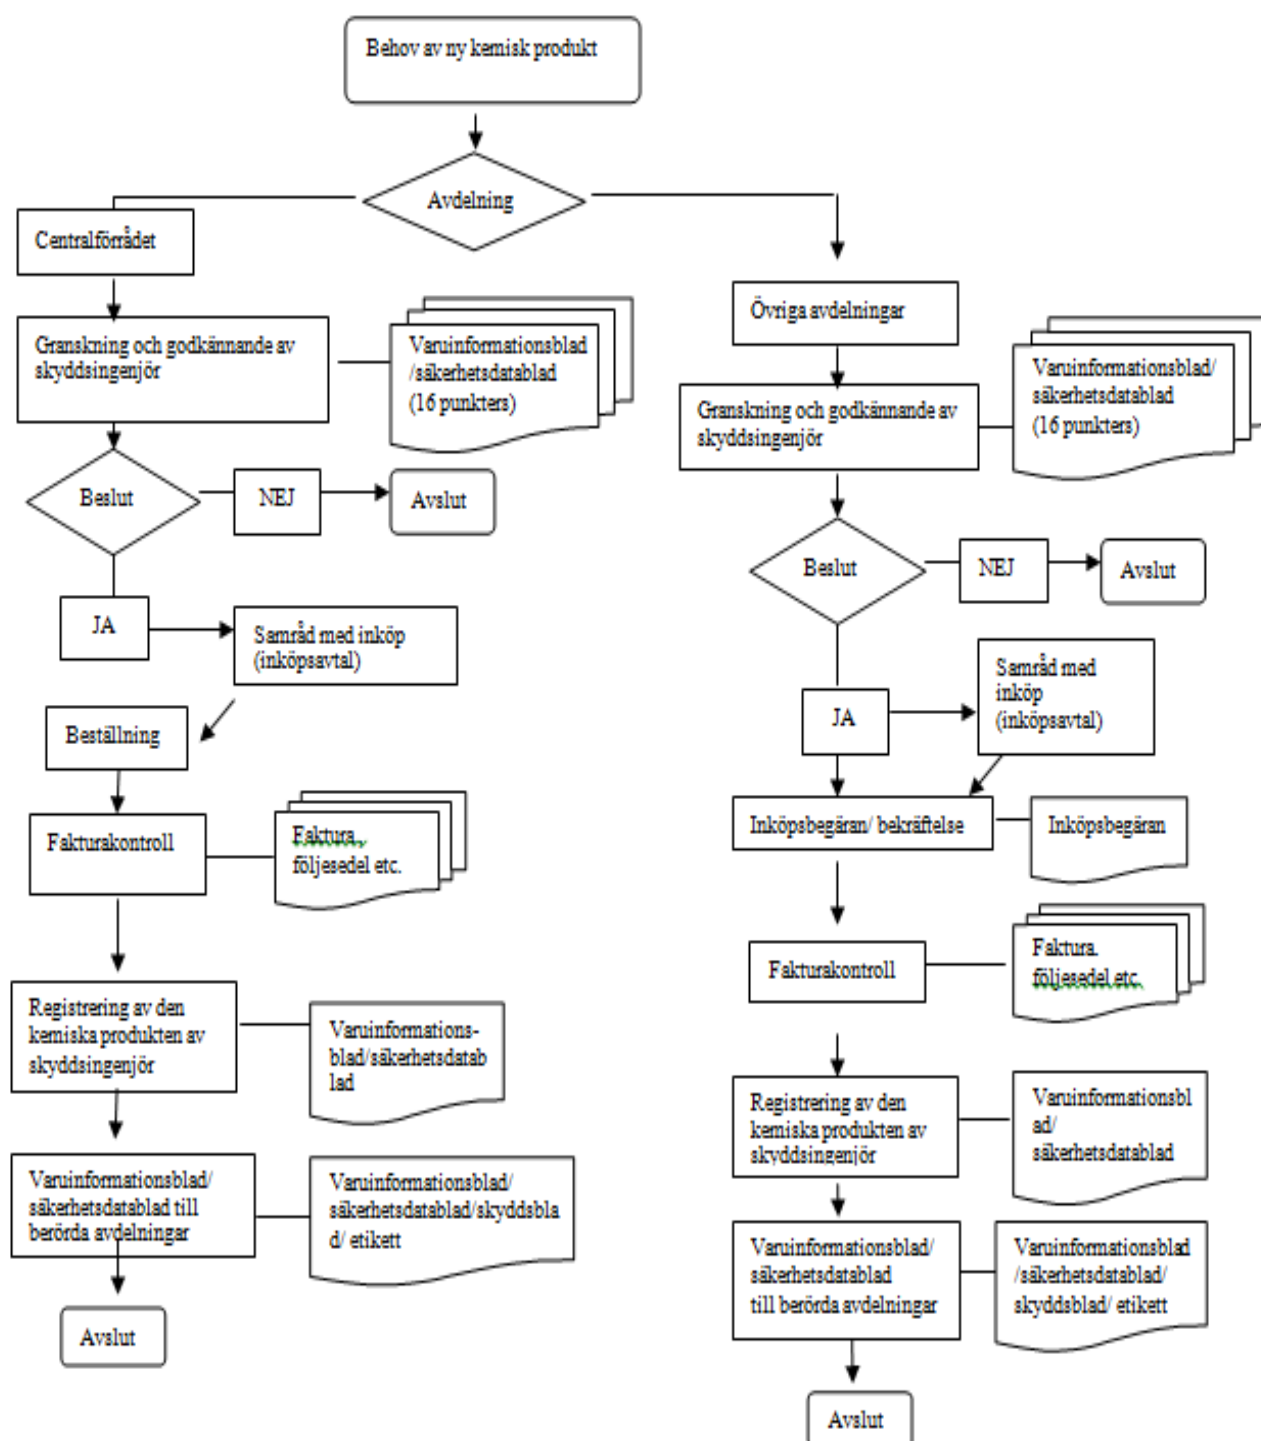 Behov av ny kemisk produkt
Avdelning
Centralförrådet
Granskning och godkännande av
skyddsingenjör
Varuinformationsblad
/säkerhetsdatablad
(16 punkters)
Beslut
NEJ
Avslut
JA
Samråd med inköp
(inköpsavtal)
Beställning
Fakturakontroll
Faktura.,
följesedel etc.
Registrering av den
kemiska produkten av
skyddsingenjör
Varuinformations-
blad/säkerhetsdatab
lad
Varuinformationsblad/
säkerhetsdatablad till
berörda avdelningar
Varuinformationsblad/
säkerhetsdatablad/skyddsbla
d/ etikett
Avslut
Övriga avdelningar
Granskning och godkännande av
skyddsingenjör
Varuinformationsblad/
säkerhetsdatablad
(16 punkters)
Beslut
NEJ
Avslut
JA
Samråd med
inköp
(inköpsavtal)
Inköpsbegäran/ bekräftelse
Inköpsbegäran
Fakturakontroll
Faktura.
följesedel etc.
Registrering av den
kemiska produkten av
skyddsingenjör
Varuinformationsbl
ad/
säkerhetsdatablad
Varuinformationsblad/
säkerhetsdatablad
till berörda avdelningar
Varuinformationsblad
/säkerhetsdatablad/
skyddsblad/ etikett
Avslut